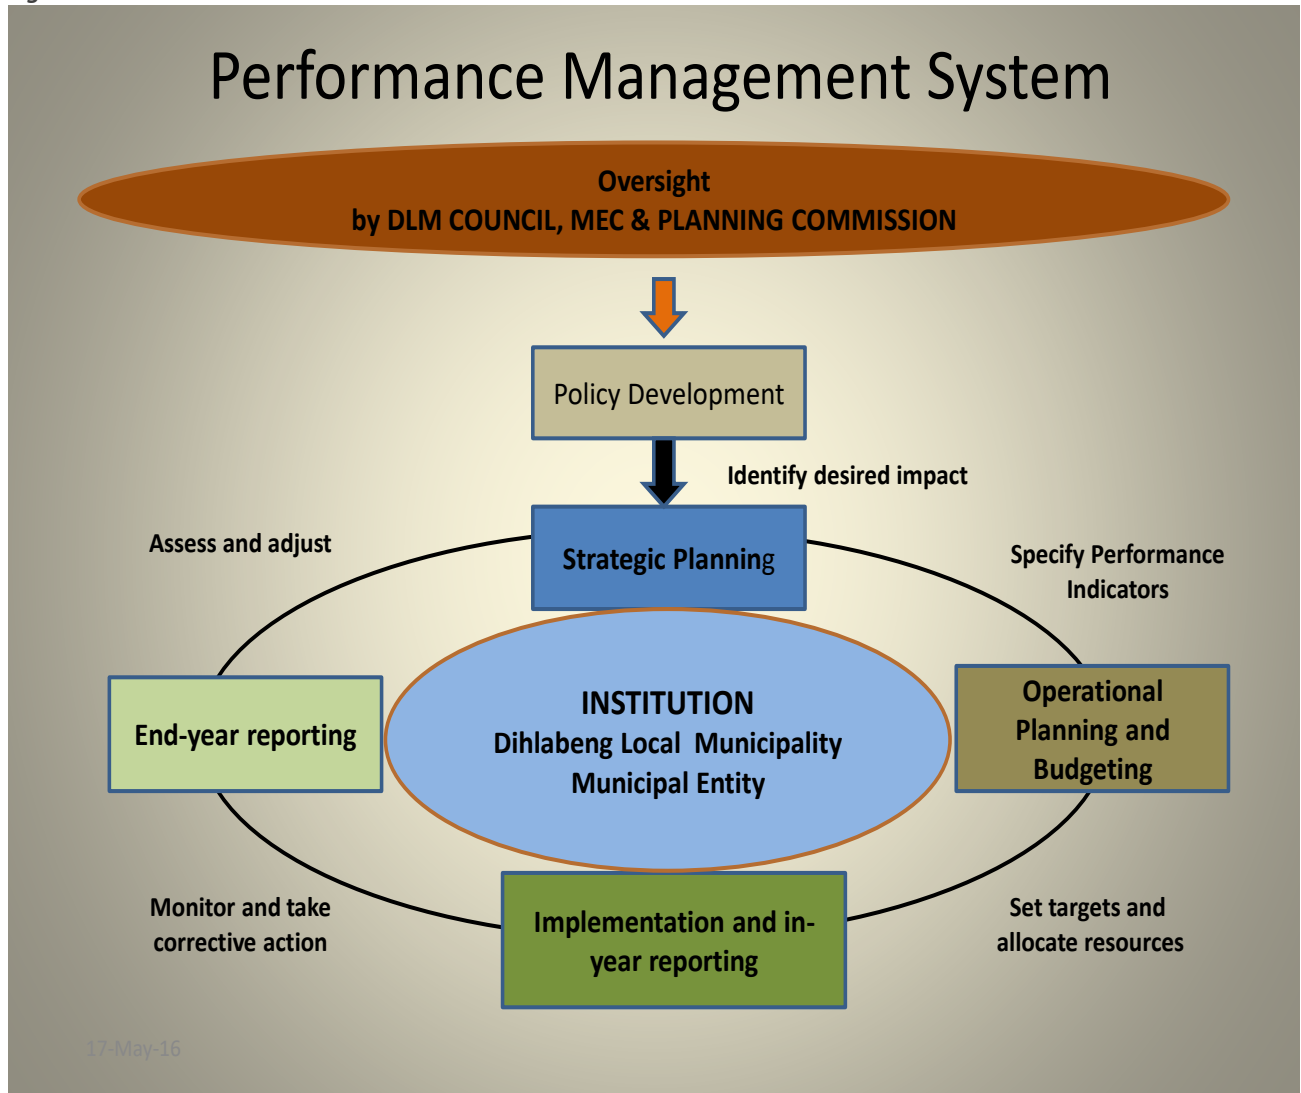 Performance Management System
Oversight
by DLM COUNCIL, MEC & PLANNING COMMISSION
Policy Development
Identify desired impact
Assess and adjust
Strategic Planning
Specify Performance
Indicators
End-year reporting
INSTITUTION
Dihlabeng Local Municipality
Municipal Entity
Operational
Planning and
Budgeting
Monitor and take
corrective action
Implementation and in-
year reporting
Set targets and
allocate resources
17-May-16